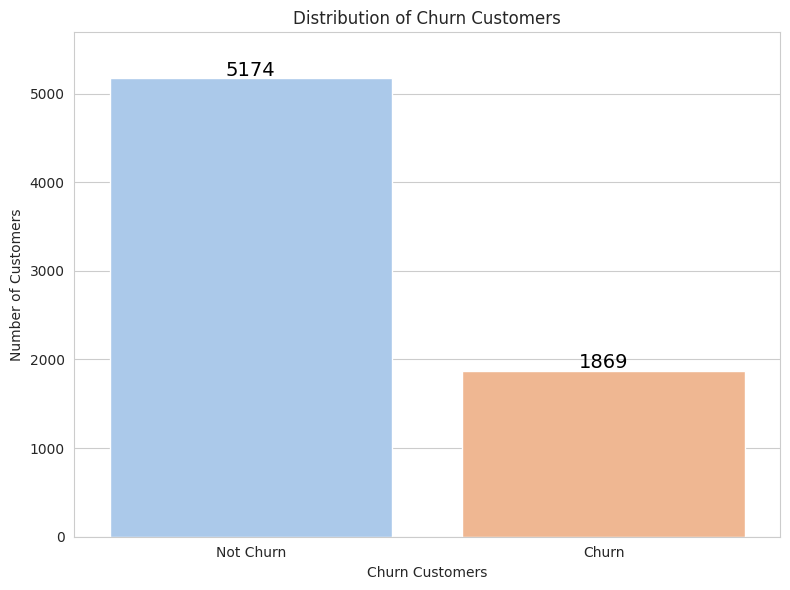 Distribution of Churn Customers
5174
1869
5000
4000
3000
2000
1000
0
Number of Customers
Not Churn
Churn
Churn Customers